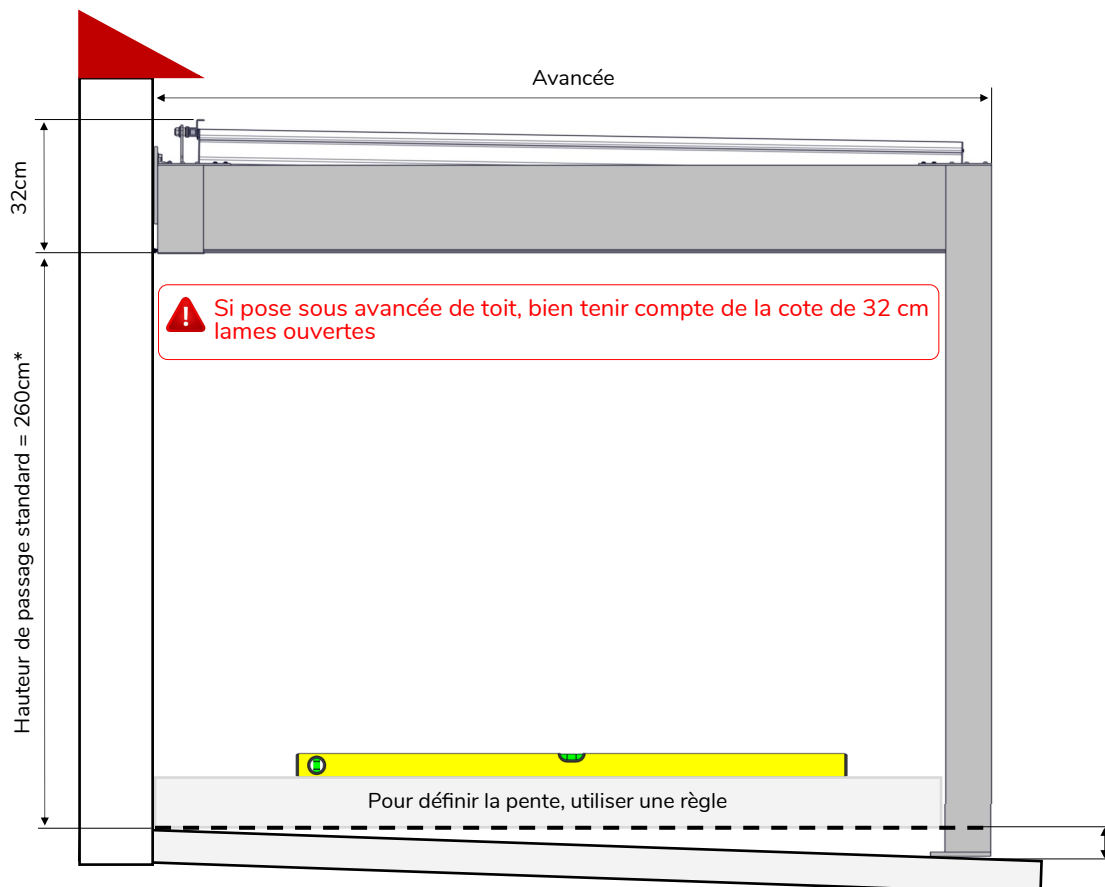 Avancée
32cm
Si pose sous avancée de toit, bien tenir compte de la cote de 32 cm
lames ouvertes
Hauteur de passage standard = 260cm*
Pour définir la pente, utiliser une règle